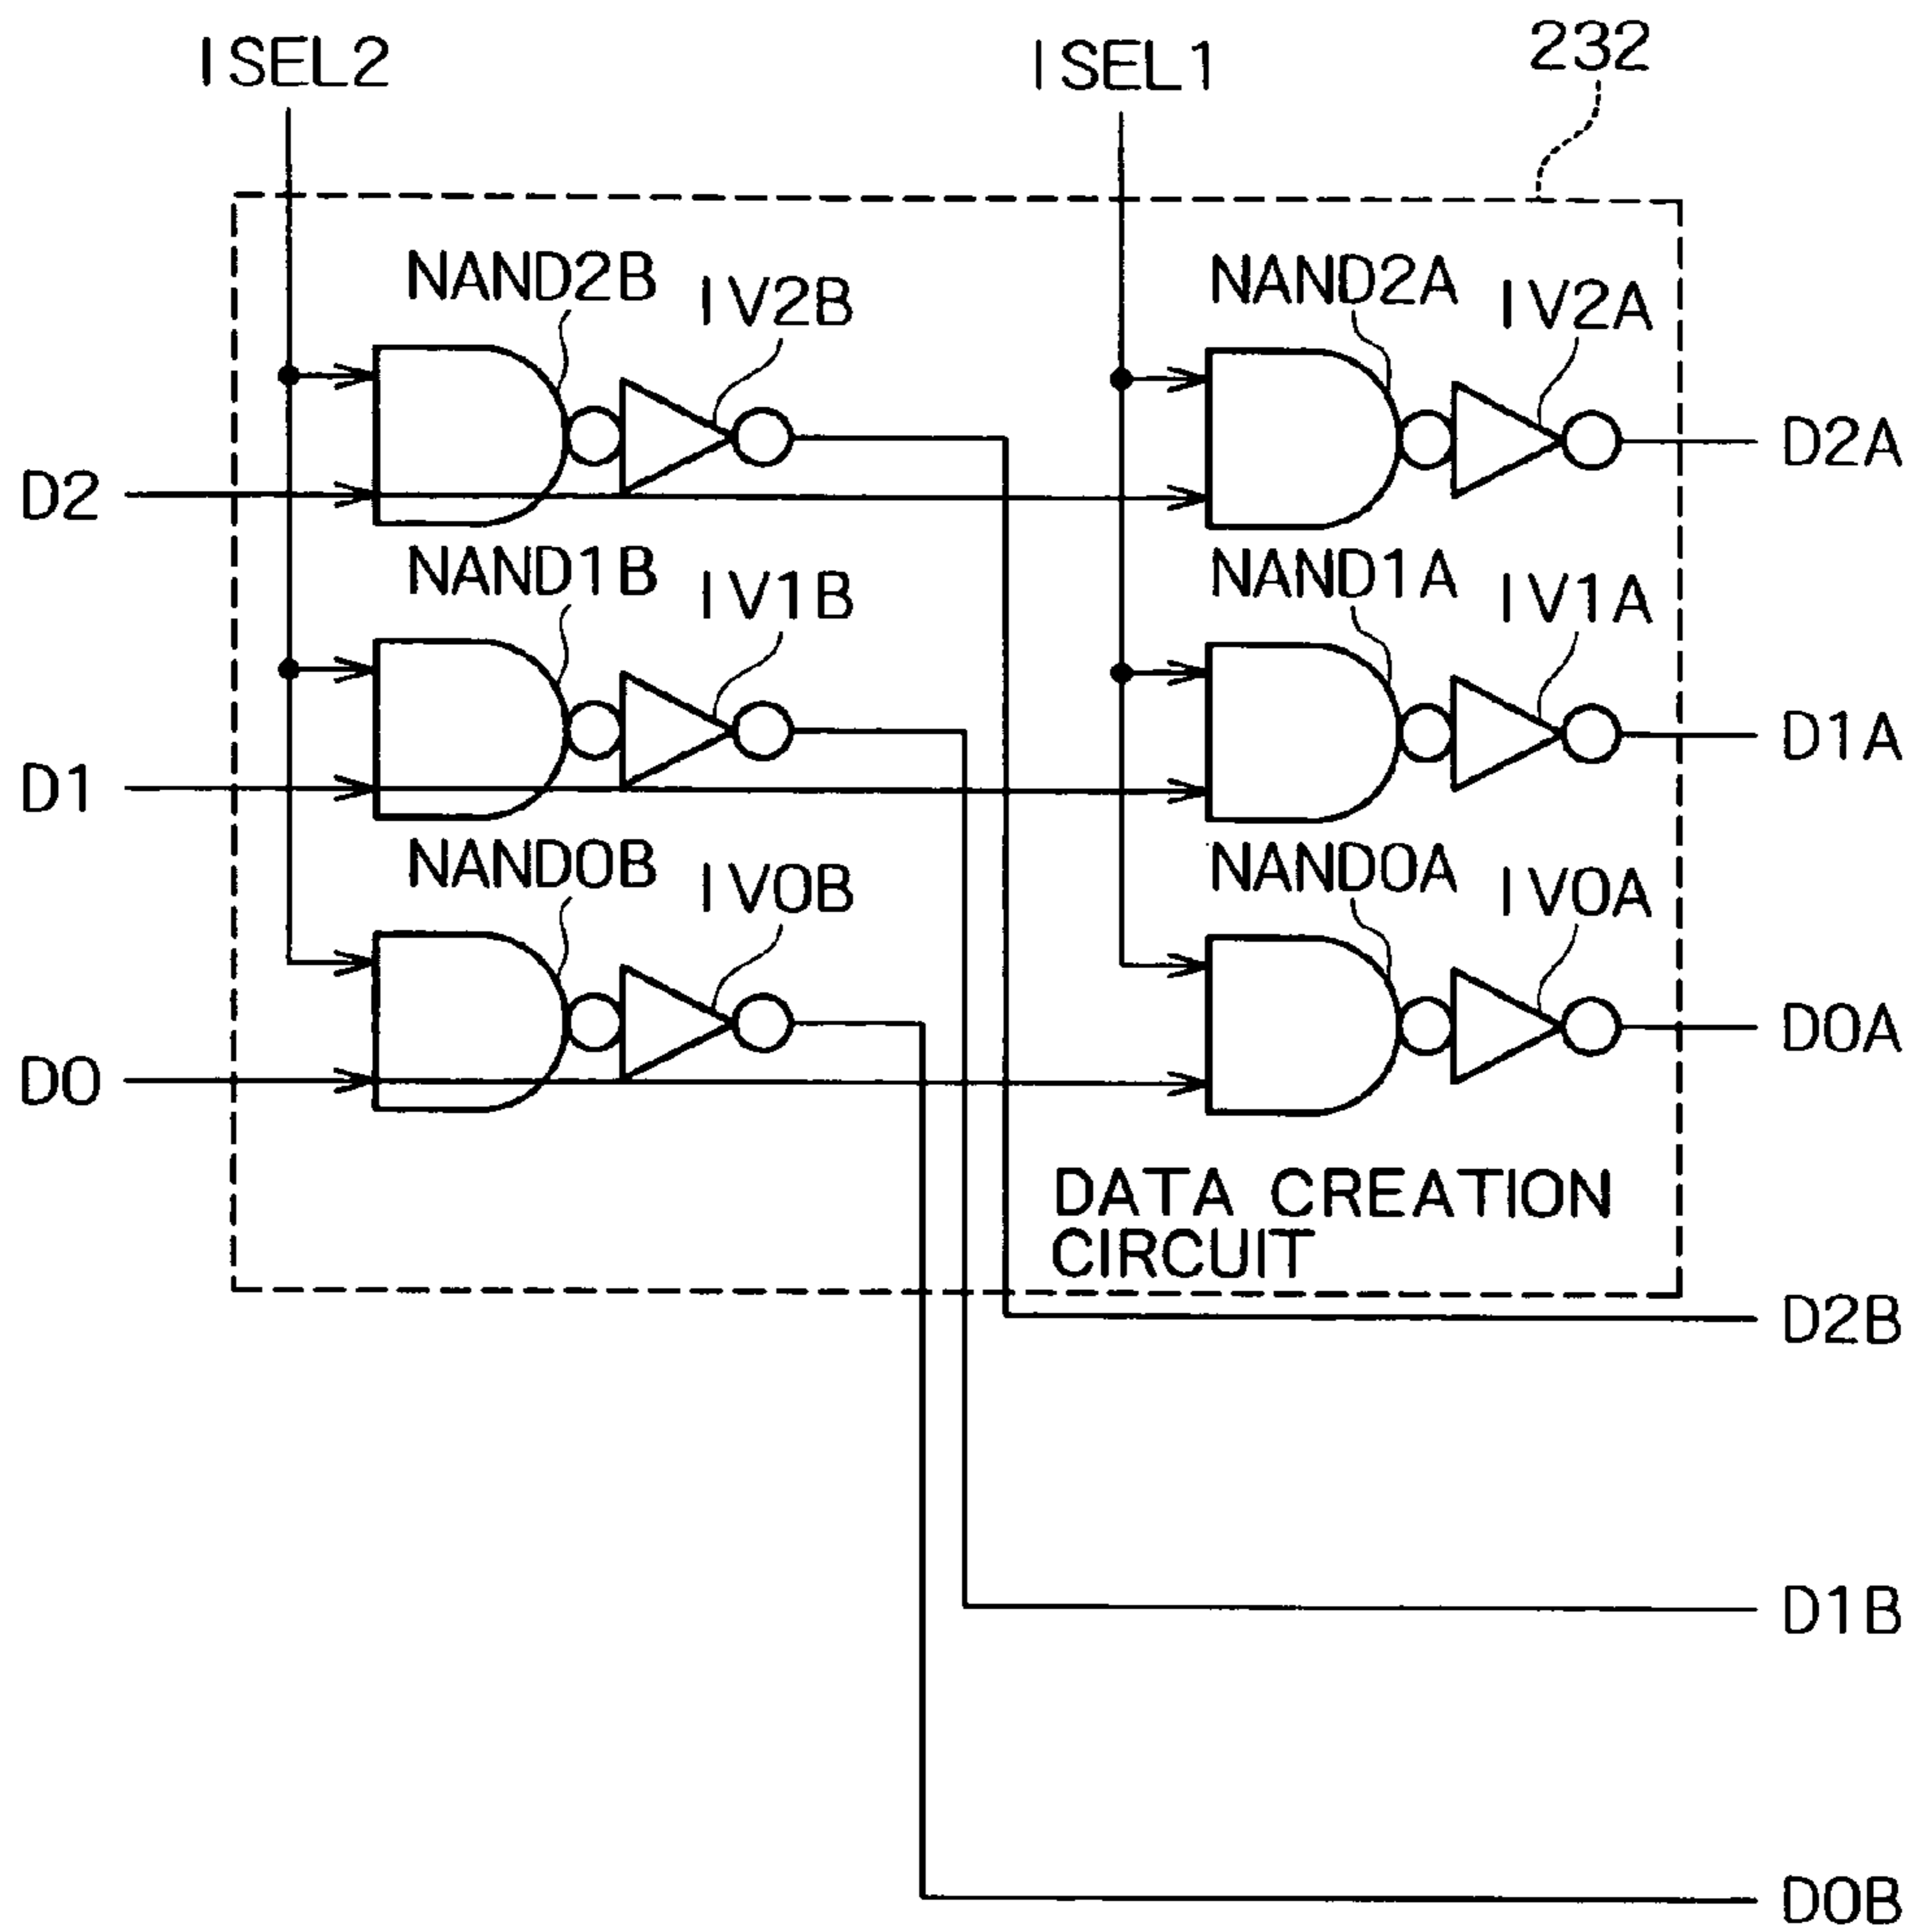 ISEL2
ISEL1
232
NAND2B
IV2B
NAND2A
IV2A
D2
D2A
NAND1B
IV1B
NAND1A
IV1A
D1
D1A
NAND0B
IV0B
NAND0A
IV0A
D0
D0A
DATA CREATION
CIRCUIT
D2B
D1B
D0B